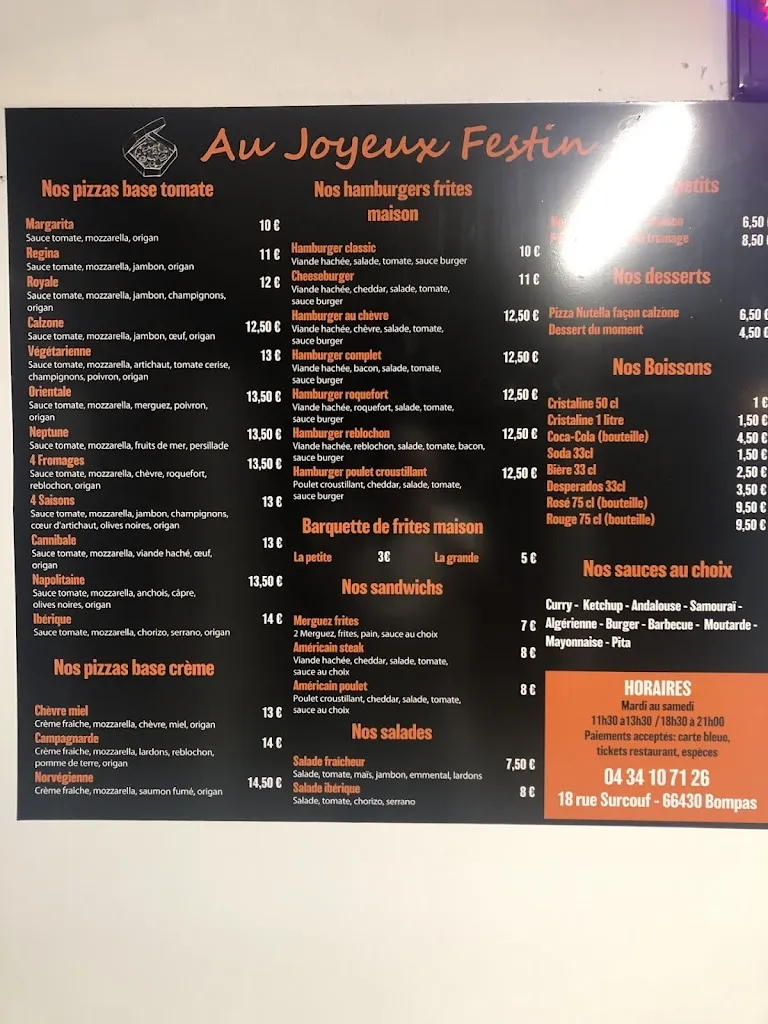 Au Joyeux Festin
Nos pizzas base tomate
Margarita 10 €
Sauce tomate, mozzarella, origan
Regina 11 €
Sauce tomate, mozzarella, jambon, origan
Royale 12 €
Sauce tomate, mozzarella, jambon, champignons,
origan
Calzone 12,50 €
Sauce tomate, mozzarella, jambon, œuf, origan
Végétarienne 13 €
Sauce tomate, mozzarella, artichaut, tomate cerise,
champignons, poivron, origan
Orientale 13,50 €
Sauce tomate, mozzarella, merguez, poivron,
origan
Neptune 13,50 €
Sauce tomate, mozzarella, fruits de mer, persillade
4 Fromages 13,50 €
Sauce tomate, mozzarella, chèvre, roquefort,
reblochon, origan
4 Saisons 13 €
Sauce tomate, mozzarella, jambon, champignons,
cœur d'artichaut, olives noires, origan
Cannibale 13 €
Sauce tomate, mozzarella, viande haché, œuf,
origan
Napolitaine 13,50 €
Sauce tomate, mozzarella, anchois, câpre,
olives noires, origan
Ibérique 14 €
Sauce tomate, mozzarella, chorizo, serrano, origan
Nos pizzas base crème
Chèvre miel 13 €
Crème fraîche, mozzarella, chèvre, miel, origan
Campagnarde 14 €
Crème fraîche, mozzarella, lardons, reblochon,
pomme de terre, origan
Norvégienne 14,50 €
Crème fraîche, mozzarella, saumon fumé, origan
Nos hamburgers frites
maison
Hamburger classic 10 €
Viande hachée, salade, tomate, sauce burger
Cheeseburger 11 €
Viande hachée, cheddar, salade, tomate,
sauce burger
Hamburger au chèvre 12,50 €
Viande hachée, chèvre, salade, tomate,
sauce burger
Hamburger complet 12,50 €
Viande hachée, bacon, salade, tomate,
sauce burger
Hamburger roquefort 12,50 €
Viande hachée, roquefort, salade, tomate,
sauce burger
Hamburger reblochon 12,50 €
Viande hachée, reblochon, salade, tomate, bacon,
sauce burger
Hamburger poulet croustillant 12,50 €
Poulet croustillant, cheddar, salade, tomate,
sauce burger
Barquette de frites maison
La petite 3€ La grande 5 €
Nos sandwichs
Merguez frites 7 €
2 Merguez, frites, pain, sauce au choix
Américain steak 8 €
Viande hachée, cheddar, salade, tomate,
sauce au choix
Américain poulet 8 €
Poulet croustillant, cheddar, salade, tomate,
sauce au choix
Nos salades
Salade fraicheur 7,50 €
Salade, tomate, maïs, jambon, emmental, lardons
Salade ibérique 8 €
Salade, tomate, chorizo, serrano
6,50
fromage 8,50
Nos desserts
Pizza Nutella façon calzone 6,50 €
Dessert du moment 4,50
Nos Boissons
Cristaline 50 cl 1 €
Cristaline 1 litre 1,50 €
Coca-Cola (bouteille) 4,50 €
Soda 33cl 1,50 €
Bière 33 cl 2,50 €
Desperados 33cl 3,50 €
Rosé 75 cl (bouteille) 9,50 €
Rouge 75 cl (bouteille) 9,50 €
Nos sauces au choix
Curry - Ketchup - Andalouse - Samouraï -
Algérienne - Burger - Barbecue - Moutarde -
Mayonnaise - Pita
HORAIRES
Mardi au samedi
11h30 à13h30 /18h30 à 21h00
Paiements acceptés: carte bleue,
tickets restaurant, espèces
04 34 10 71 26
18 rue Surcouf - 66430 Bompas